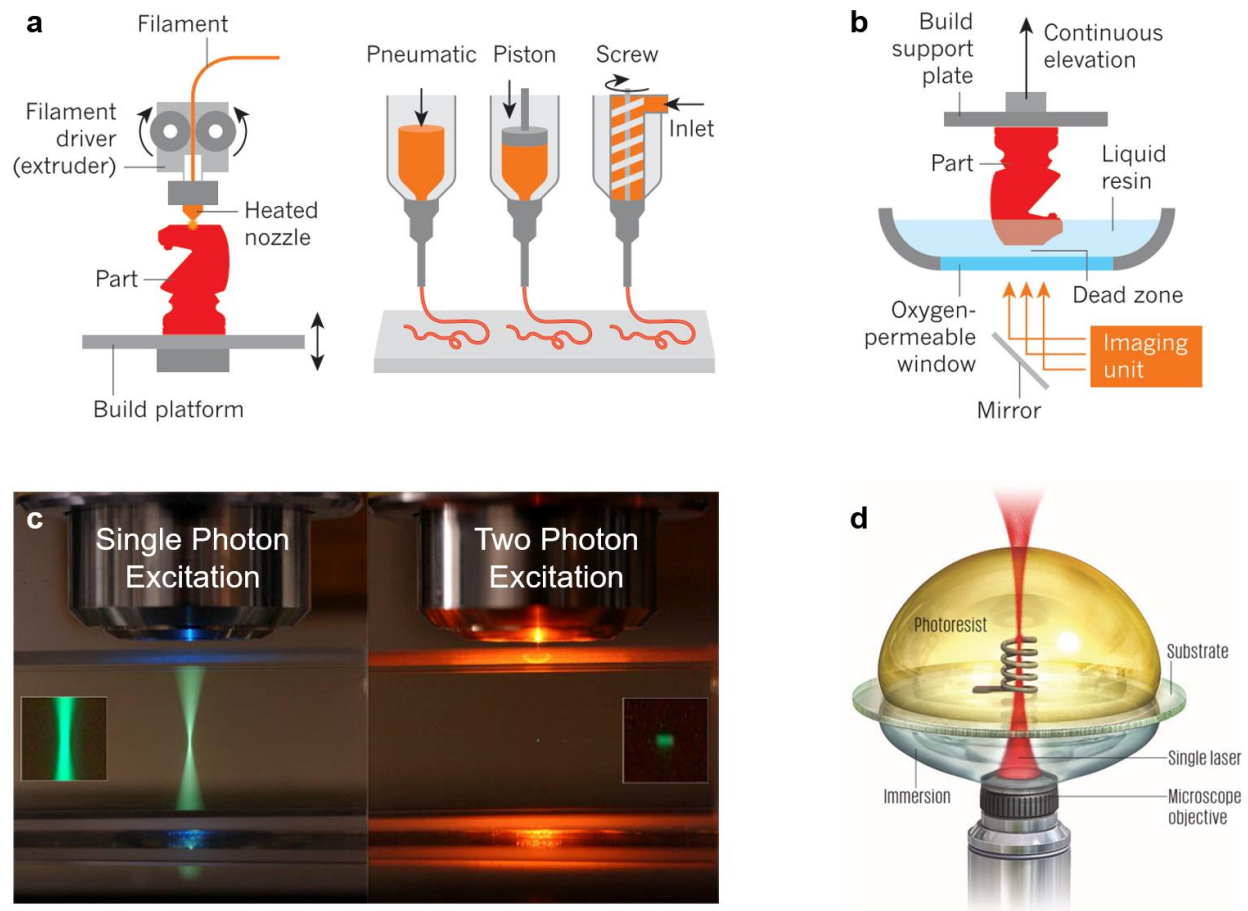 a
Filament
Filament
driver
(extruder)
Heated
nozzle
Part
Build platform
Pneumatic
Piston
Screw
Inlet
b
Build
support
plate
Continuous
elevation
Part
Liquid
resin
Dead zone
Oxygen-
permeable
window
Imaging
unit
Mirror
c
Single Photon
Excitation
Two Photon
Excitation
d
Photoresist
Substrate
Single laser
Immersion
Microscope
objective